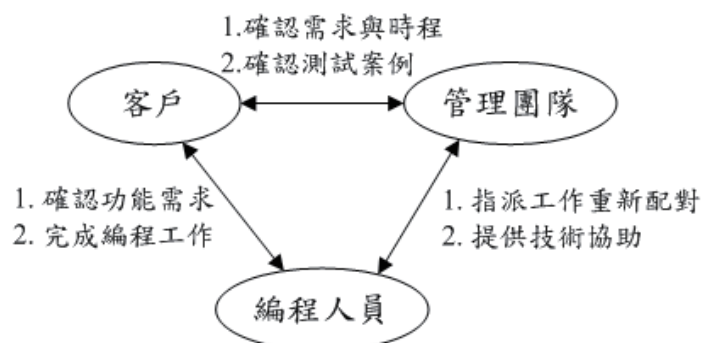 1.確認需求與時程
2.確認測試案例
客戶
管理團隊
1. 確認功能需求
2. 完成編程工作
1. 指派工作重新配對
2. 提供技術協助
編程人員